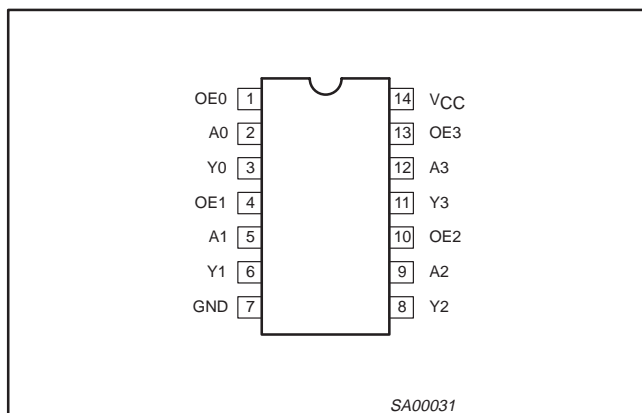 OE0 1 14 VCC
A0 2 13 OE3
Y0 3 12 A3
OE1 4 11 Y3
A1 5 10 OE2
Y1 6 9 A2
GND 7 8 Y2
SA00031